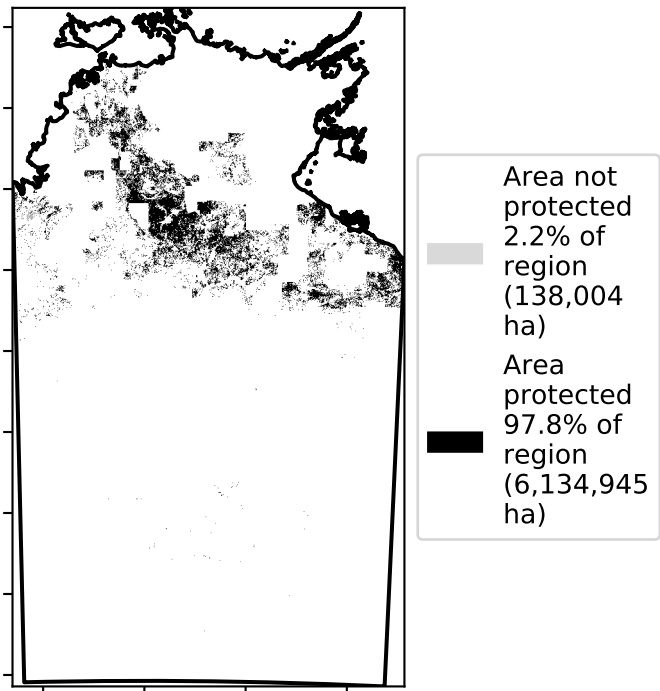 Area not
protected
2.2% of
region
(138,004
ha)
Area
protected
97.8% of
region
(6,134,945
ha)